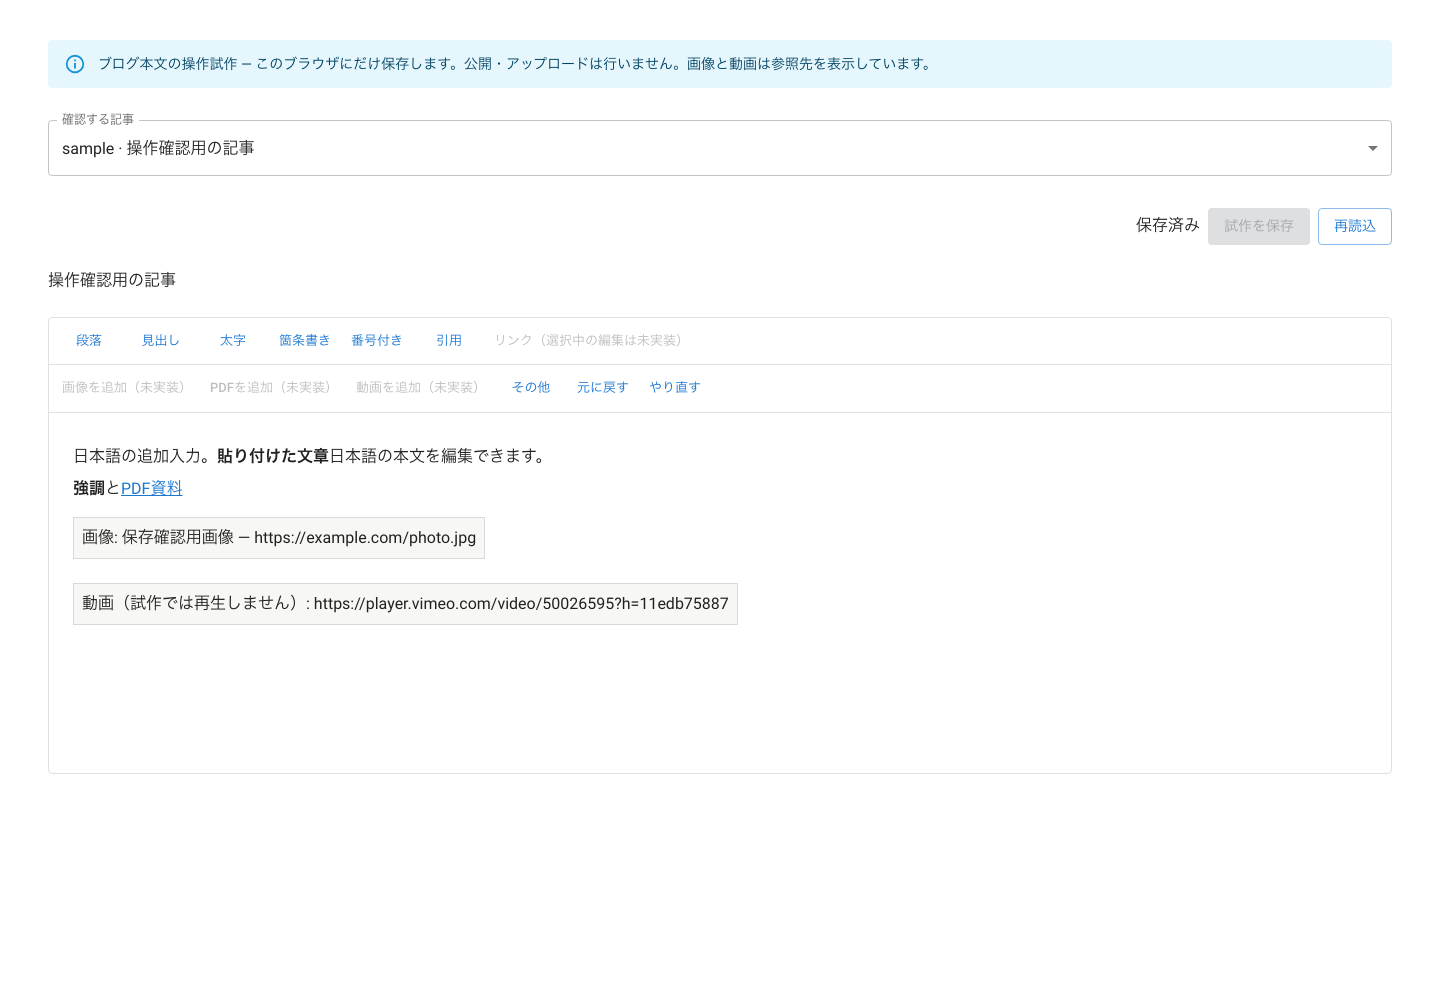 ブログ本文の操作試作 — このブラウザにだけ保存します。公開・アップロードは行いません。画像と動画は参照先を表示しています。
確認する記事
sample · 操作確認用の記事
保存済み 試作を保存 再読込
操作確認用の記事
段落 見出し 太字 箇条書き 番号付き 引用 リンク（選択中の編集は未実装）
画像を追加（未実装） PDFを追加（未実装） 動画を追加（未実装） その他 元に戻す やり直す
日本語の追加入力。貼り付けた文章日本語の本文を編集できます。
強調とPDF資料
画像: 保存確認用画像 — https://example.com/photo.jpg
動画（試作では再生しません）: https://player.vimeo.com/video/50026595?h=11edb75887